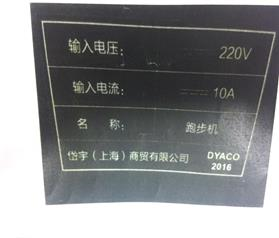 输入电压： 220V
输入电流： 10A
名 称： 跑步机
岱宇（上海）商贸有限公司 DYACO
2016